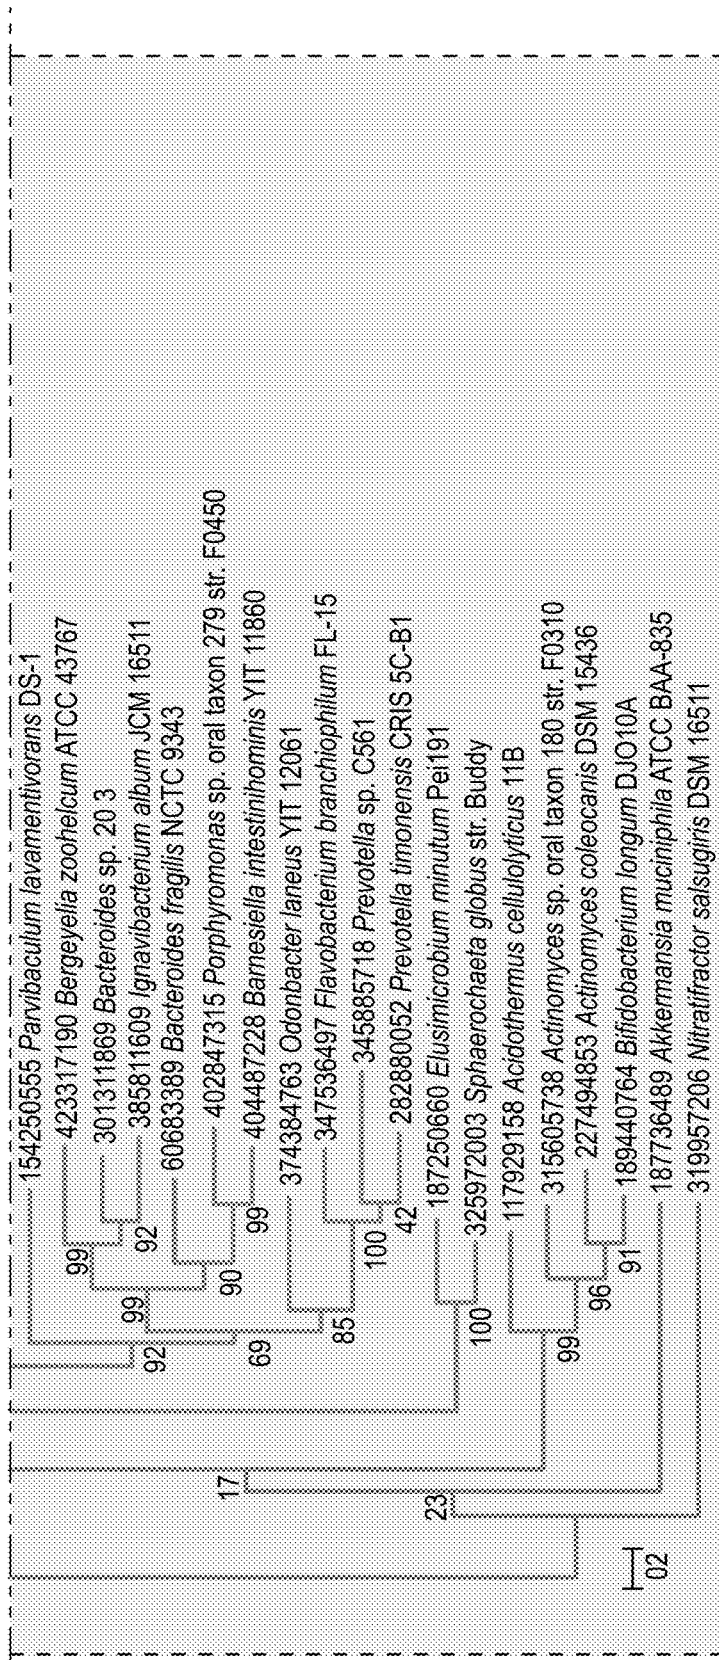 154250555 Parvibaculum lavamentivorans DS-1
423317190 Bergeyella zoohelcum ATCC 43767
301311869 Bacteroides sp. 20 3
385811609 Ignavibacterium album JCM 16511
60683389 Bacteroides fragilis NCTC 9343
402847315 Porphyromonas sp. oral taxon 279 str. F0450
404487228 Barnesiella intestinihominis YIT 11860
374384763 Odonbacter laneus YIT 12061
347536497 Flavobacterium branchiophilum FL-15
345885718 Prevotella sp. C561
282880052 Prevotella timonensis CRIS 5C-B1
187250660 Elusimicrobium minutum Pei191
325972003 Sphaerochaeta globus str. Buddy
117929158 Acidothermus cellulolyticus 11B
315605738 Actinomyces sp. oral taxon 180 str. F0310
227494853 Actinomyces coleocanis DSM 15436
189440764 Bifidobacterium longum DJO10A
187736489 Akkermansia muciniphila ATCC BAA-835
319957206 Nitratifractor salsugiris DSM 16511
99
92
99
90
99
92
69
85
100
42
100
99
96
91
17
23
02